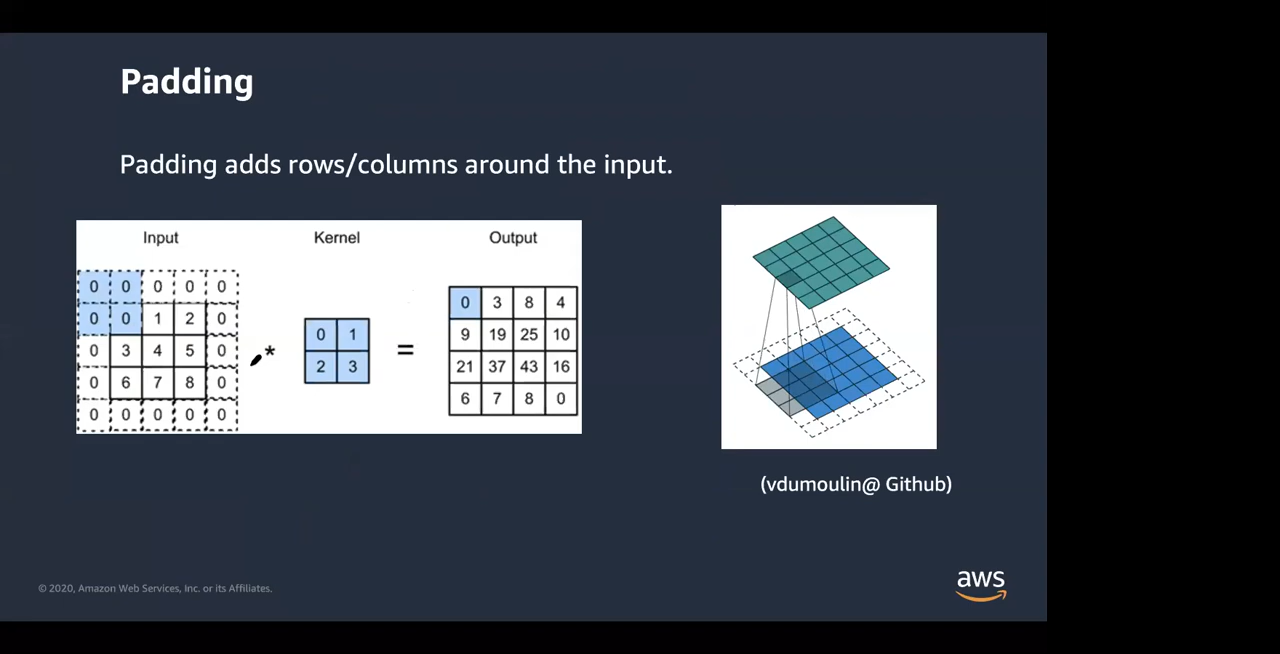 Padding
Padding adds rows/columns around the input.
Input Kernel Output
0 0 0 0 0
0 0 1 2 0
0 3 4 5 0
0 6 7 8 0
0 0 0 0 0
*
0 1
2 3
=
0 3 8 4
9 19 25 10
21 37 43 16
6 7 8 0
(vdumoulin@ Github)
© 2020, Amazon Web Services, Inc. or its Affiliates.
aws